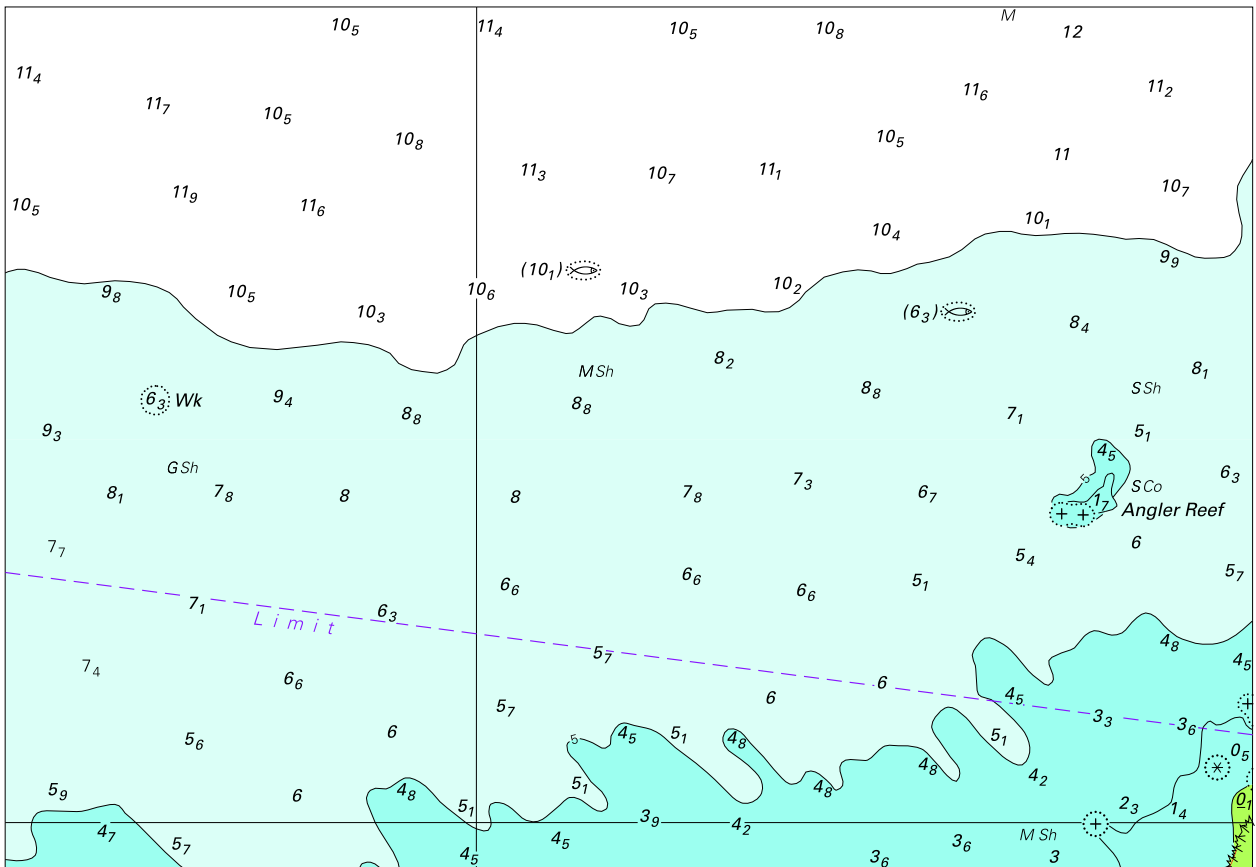 10₅ 11₄ 10₅ 10₈ M 12
11₄ 11₇ 10₅ 10₈ 11₆ 11₂
11₃ 10₇ 11₁ 10₅ 11 10₇
10₅ 11₉ 11₆ 10₄ 10₁
9₈ 10₅ 10₃ 10₆ (10₁) 10₃ 10₂ 9₉
(6₃) 8₄
M Sh 8₂ 8₁
6₃ Wk 9₄ 8₈ 8₈ 8₈ 7₁ S Sh
9₃ 5₁
G Sh 4₅
8₁ 7₈ 8 8 7₈ 7₃ 6₇ 5 S Co 6₃
1₇ Angler Reef
7₇ 5₄ 6
6₆ 6₆ 6₆ 5₁ 5₇
7₁ 6₃
Limit
7₄ 6₆ 5₇ 6 6 4₈ 4₅
5₇ 4₅ 3₃ 3₆
5₆ 6 5 4₅ 5₁ 4₈ 5₁ 0₅
5₉ 6 4₈ 5₁ 5₁ 4₈ 4₈ 4₂
4₇ 3₉ 4₂ 2₃ 1₄ 0₁
5₇ 4₅ 4₅ 3₆ 3₆ M Sh 3